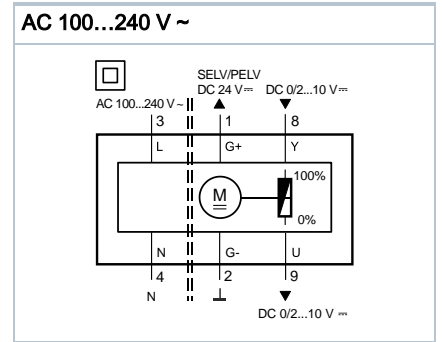 AC 100...240 V ~
SELV/PELV
AC 100...240 V~ DC 24 V⎓ DC 0/2...10 V⎓
3 1 8
L G+ Y
100%
M
0%
N G- U
4 2 9
N ⊥
DC 0/2...10 V ⎓